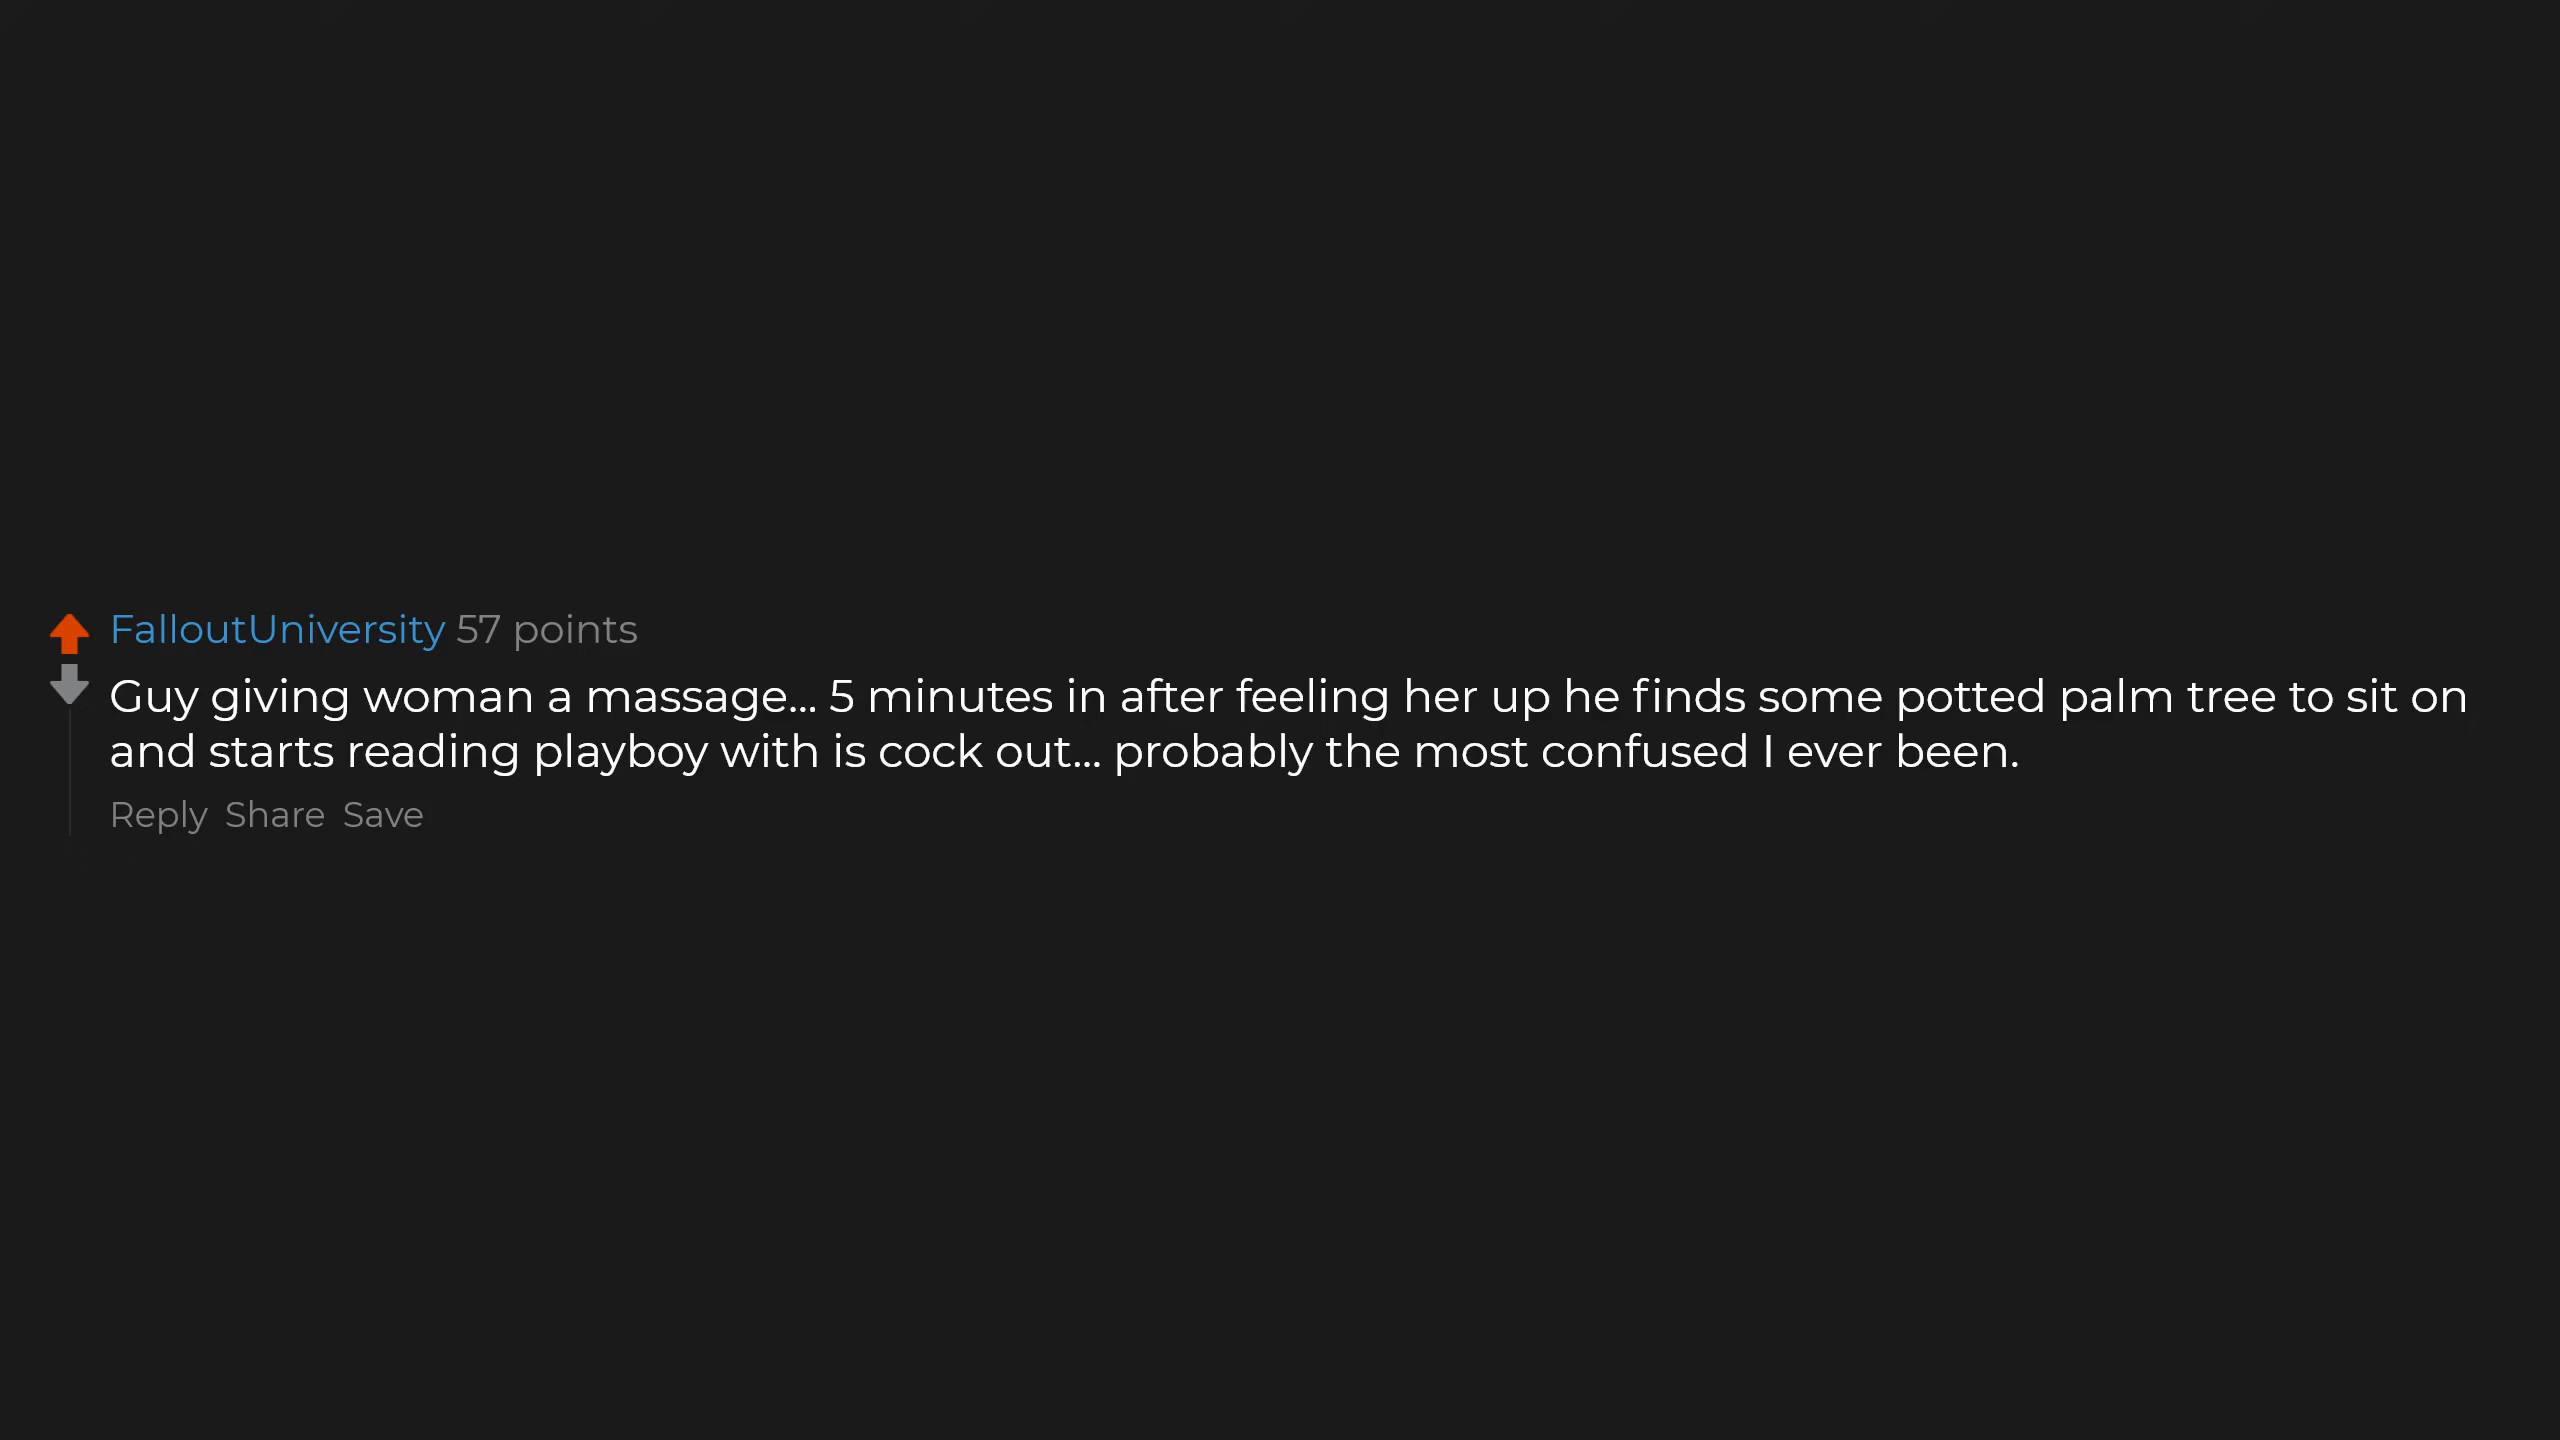 FalloutUniversity 57 points
Guy giving woman a massage... 5 minutes in after feeling her up he finds some potted palm tree to sit on
and starts reading playboy with is cock out... probably the most confused I ever been.
Reply Share Save